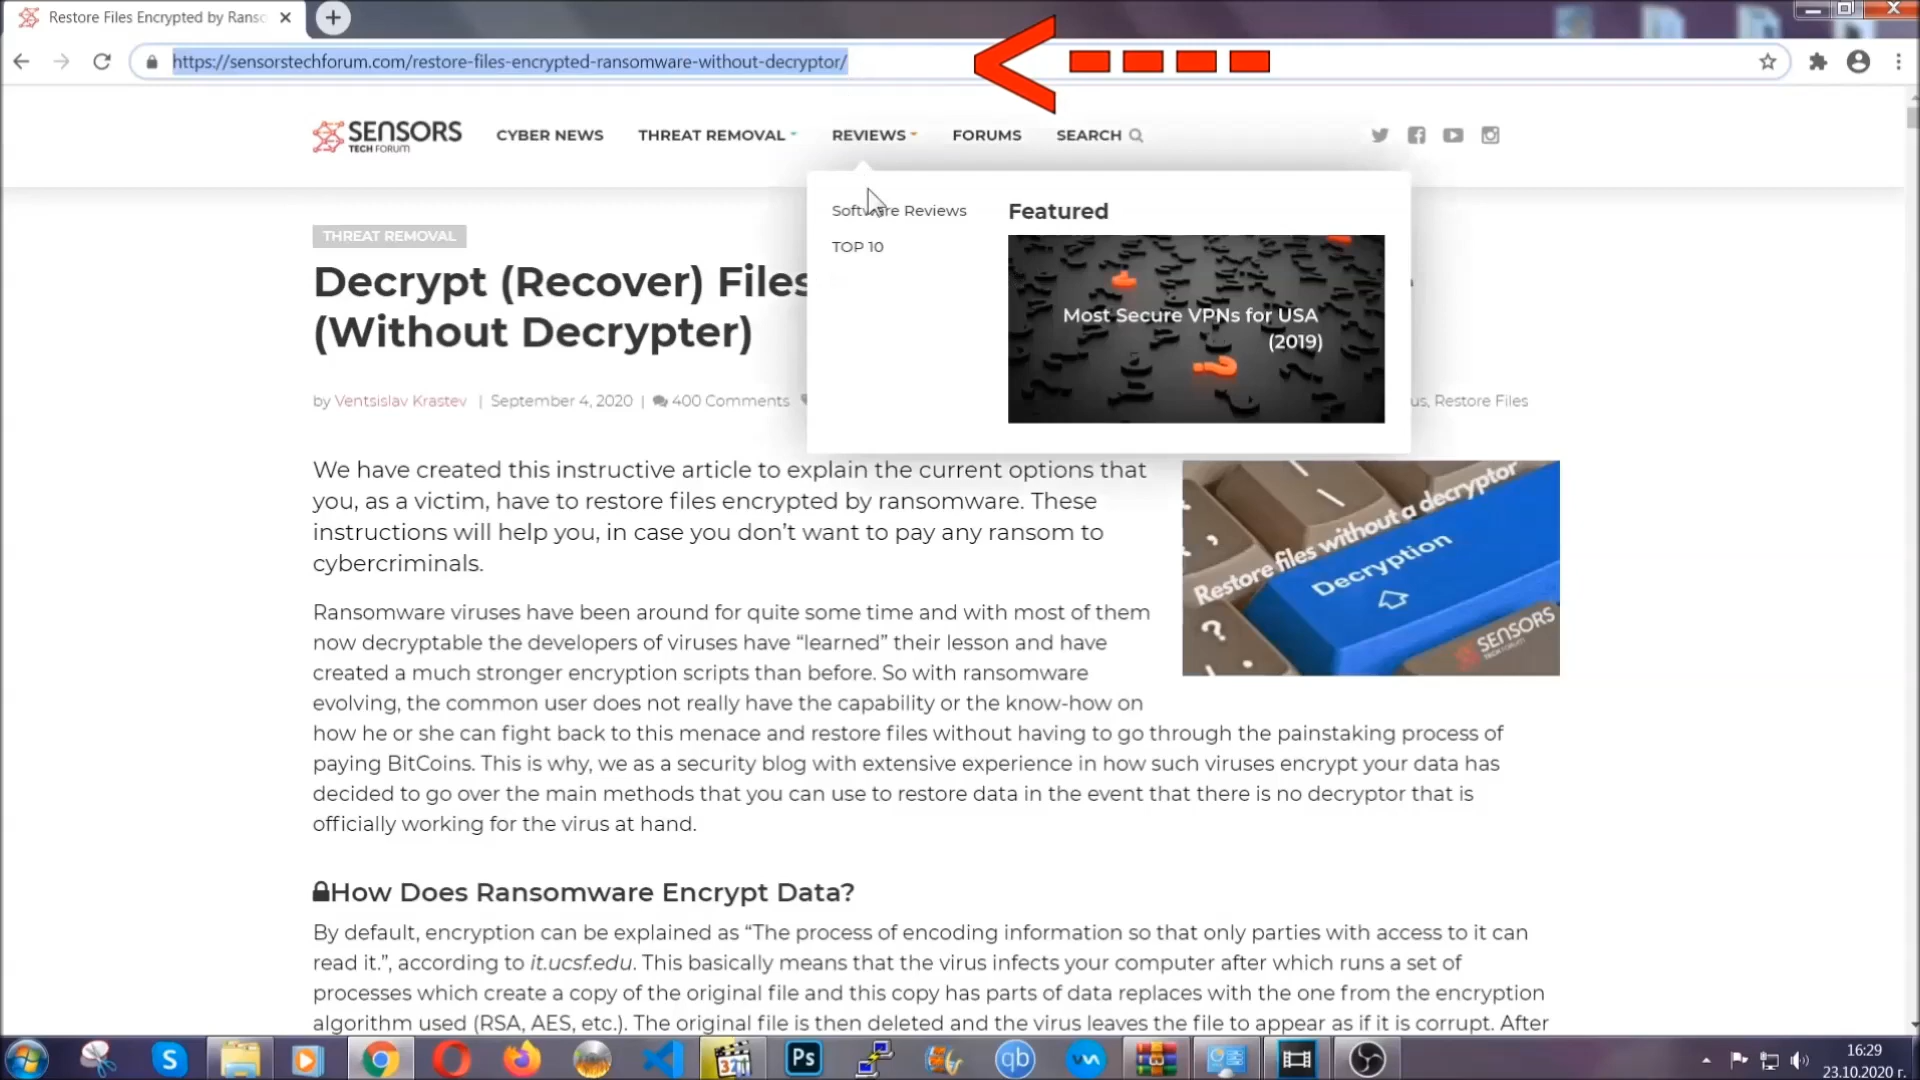 Restore Files Encrypted by Ranso
https://sensorstechforum.com/restore-files-encrypted-ransomware-without-decryptor/
SENSORS
TECH FORUM
CYBER NEWS
THREAT REMOVAL
REVIEWS
FORUMS
SEARCH
Software Reviews
TOP 10
Featured
Most Secure VPNs for USA
(2019)
THREAT REMOVAL
Decrypt (Recover) Files
(Without Decrypter)
by Ventsislav Krastev | September 4, 2020 | 400 Comments
us, Restore Files
We have created this instructive article to explain the current options that
you, as a victim, have to restore files encrypted by ransomware. These
instructions will help you, in case you don't want to pay any ransom to
cybercriminals.
Restore files without a decryptor
Decryption
SENSORS
TECH FORUM
Ransomware viruses have been around for quite some time and with most of them
now decryptable the developers of viruses have “learned” their lesson and have
created a much stronger encryption scripts than before. So with ransomware
evolving, the common user does not really have the capability or the know-how on
how he or she can fight back to this menace and restore files without having to go through the painstaking process of
paying BitCoins. This is why, we as a security blog with extensive experience in how such viruses encrypt your data has
decided to go over the main methods that you can use to restore data in the event that there is no decryptor that is
officially working for the virus at hand.
How Does Ransomware Encrypt Data?
By default, encryption can be explained as “The process of encoding information so that only parties with access to it can
read it.”, according to it.ucsf.edu. This basically means that the virus infects your computer after which runs a set of
processes which create a copy of the original file and this copy has parts of data replaces with the one from the encryption
algorithm used (RSA, AES, etc.). The original file is then deleted and the virus leaves the file to appear as if it is corrupt. After
S
321
Ps
qb
16:29
23.10.2020 г.